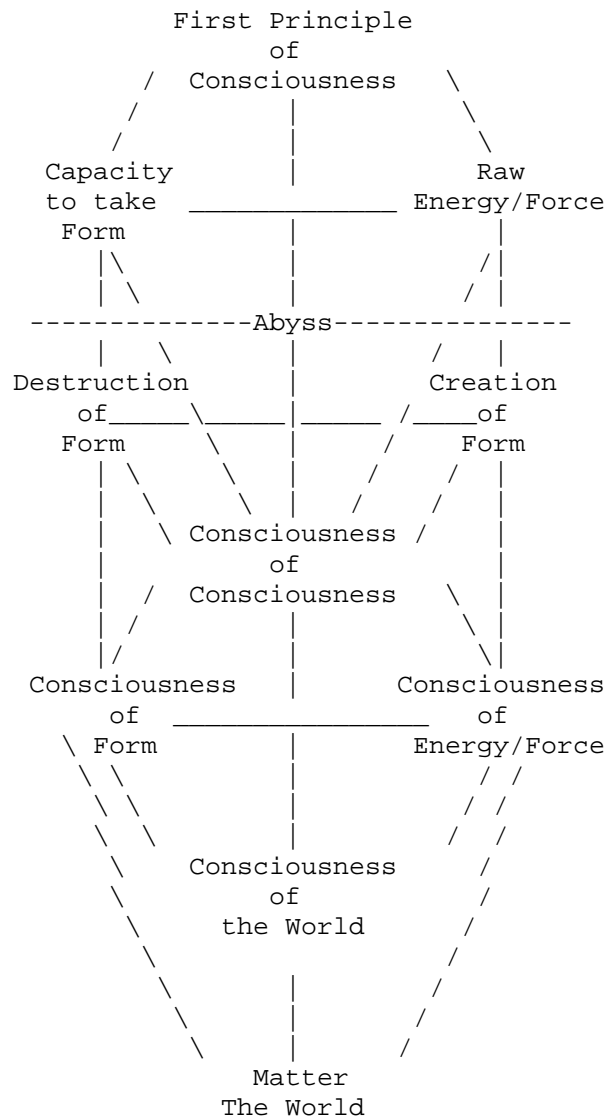 First Principle
of
Consciousness
Capacity
to take
Form
Raw
Energy/Force
Abyss
Destruction
of
Form
Creation
of
Form
Consciousness
of
Consciousness
Consciousness
of
Form
Consciousness
of
Energy/Force
Consciousness
of
the World
Matter
The World